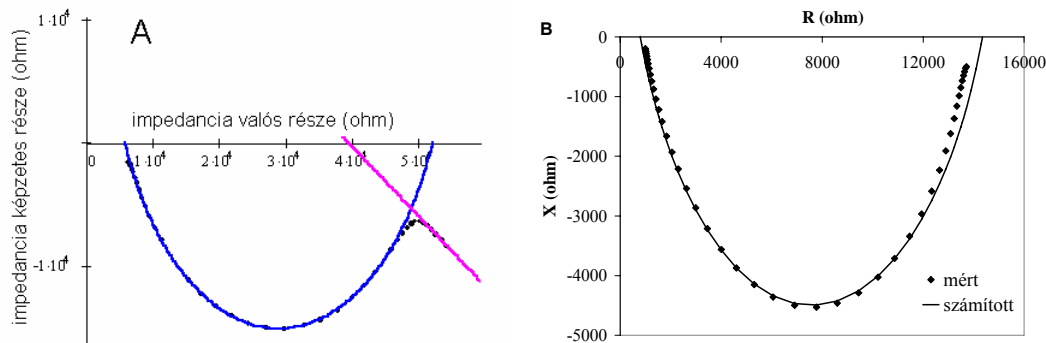 A
1·10⁴
impedancia képzetes része (ohm)
impedancia valós része (ohm)
0
1·10⁴
2·10⁴
3·10⁴
4·10⁴
5·10⁴
-1·10⁴
B
R (ohm)
0
0
4000
8000
12000
16000
-1000
-2000
-3000
-4000
-5000
X (ohm)
mért
számított